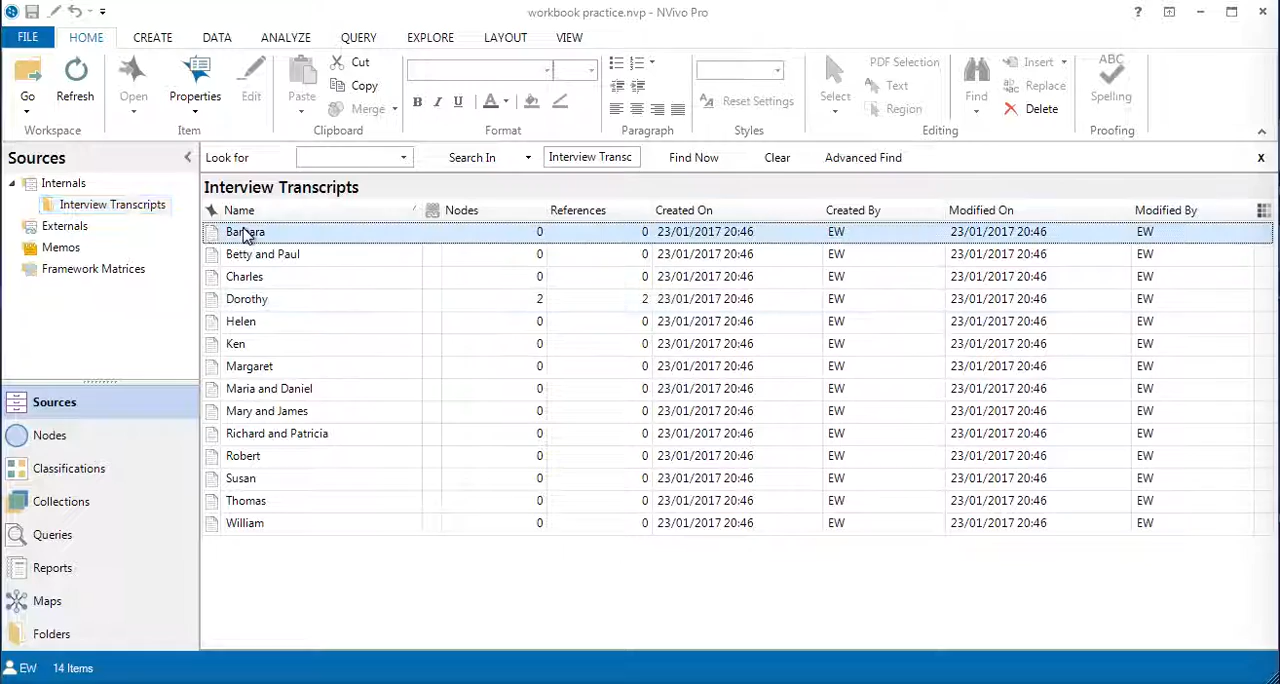 workbook practice.nvp - NVivo Pro
FILE HOME CREATE DATA ANALYZE QUERY EXPLORE LAYOUT VIEW
Go Refresh Open Properties Edit Paste Cut Copy Merge
B I U A
Reset Settings
Select PDF Selection Text Region Find Insert Replace Delete
ABC
Spelling
Workspace Item Clipboard Format Paragraph Styles Editing Proofing
Sources
Look for Search In Interview Transc Find Now Clear Advanced Find X
Internals
Interview Transcripts
Externals
Memos
Framework Matrices
Interview Transcripts
Name Nodes References Created On Created By Modified On Modified By
Barbara 0 0 23/01/2017 20:46 EW 23/01/2017 20:46 EW
Betty and Paul 0 0 23/01/2017 20:46 EW 23/01/2017 20:46 EW
Charles 0 0 23/01/2017 20:46 EW 23/01/2017 20:46 EW
Dorothy 2 2 23/01/2017 20:46 EW 23/01/2017 20:46 EW
Helen 0 0 23/01/2017 20:46 EW 23/01/2017 20:46 EW
Ken 0 0 23/01/2017 20:46 EW 23/01/2017 20:46 EW
Margaret 0 0 23/01/2017 20:46 EW 23/01/2017 20:46 EW
Maria and Daniel 0 0 23/01/2017 20:46 EW 23/01/2017 20:46 EW
Mary and James 0 0 23/01/2017 20:46 EW 23/01/2017 20:46 EW
Richard and Patricia 0 0 23/01/2017 20:46 EW 23/01/2017 20:46 EW
Robert 0 0 23/01/2017 20:46 EW 23/01/2017 20:46 EW
Susan 0 0 23/01/2017 20:46 EW 23/01/2017 20:46 EW
Thomas 0 0 23/01/2017 20:46 EW 23/01/2017 20:46 EW
William 0 0 23/01/2017 20:46 EW 23/01/2017 20:46 EW
Sources
Nodes
Classifications
Collections
Queries
Reports
Maps
Folders
EW 14 Items